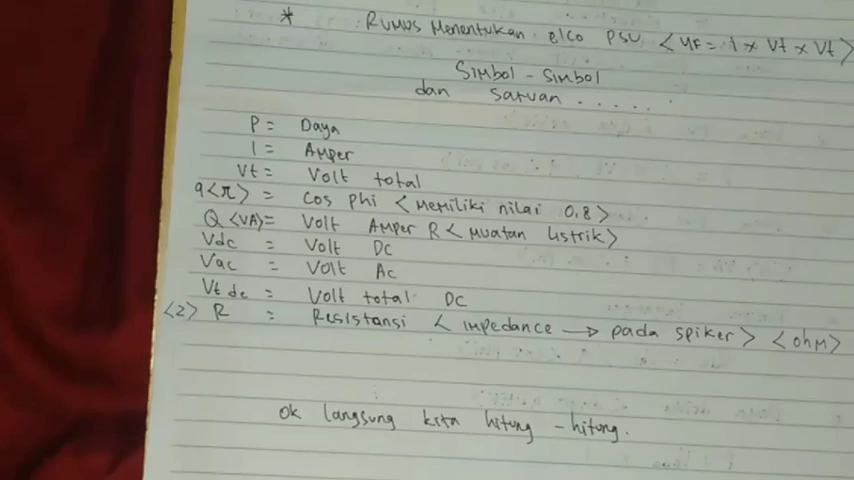 * Rumus Menentukan elco PSU <µF = I x Vt x Vt>
Simbol - Simbol
dan Satuan .....
P = Daya
I = Amper
Vt = Volt total
q<π> = Cos phi <Memiliki nilai 0,8>
Q <VA> = Volt Amper R <Muatan Listrik>
Vdc = Volt DC
Vac = Volt Ac
Vt dc = Volt total DC
<Z> R = Resistansi <impedance → pada spiker> <ohm>
Ok langsung kita hitung - hitung.